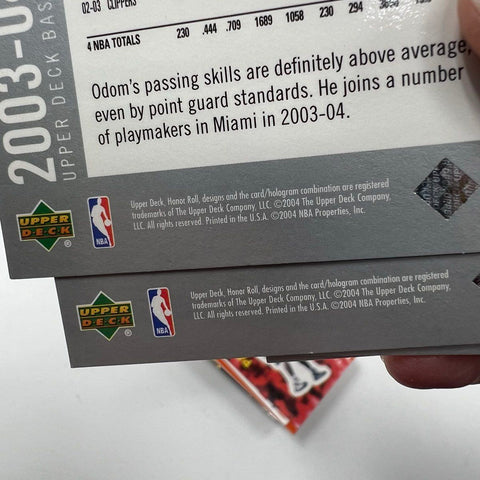 02-03 CLIPPERS
4 NBA TOTALS 230 .444 .709 1689 1058 230 294
Odom's passing skills are definitely above average,
even by point guard standards. He joins a number
of playmakers in Miami in 2003-04.
2003-0
UPPER DECK BAS
UPPER
DECK
NBA
Upper Deck, Honor Roll, designs and the card/hologram combination are registered
trademarks of The Upper Deck Company, LLC. ©2004 The Upper Deck Company,
LLC. All rights reserved. Printed in the U.S.A. ©2004 NBA Properties, Inc.
UPPER
DECK
NBA
Upper Deck, Honor Roll, designs and the card/hologram combination are registered
trademarks of The Upper Deck Company, LLC. ©2004 The Upper Deck Company,
LLC. All rights reserved. Printed in the U.S.A. ©2004 NBA Properties, Inc.